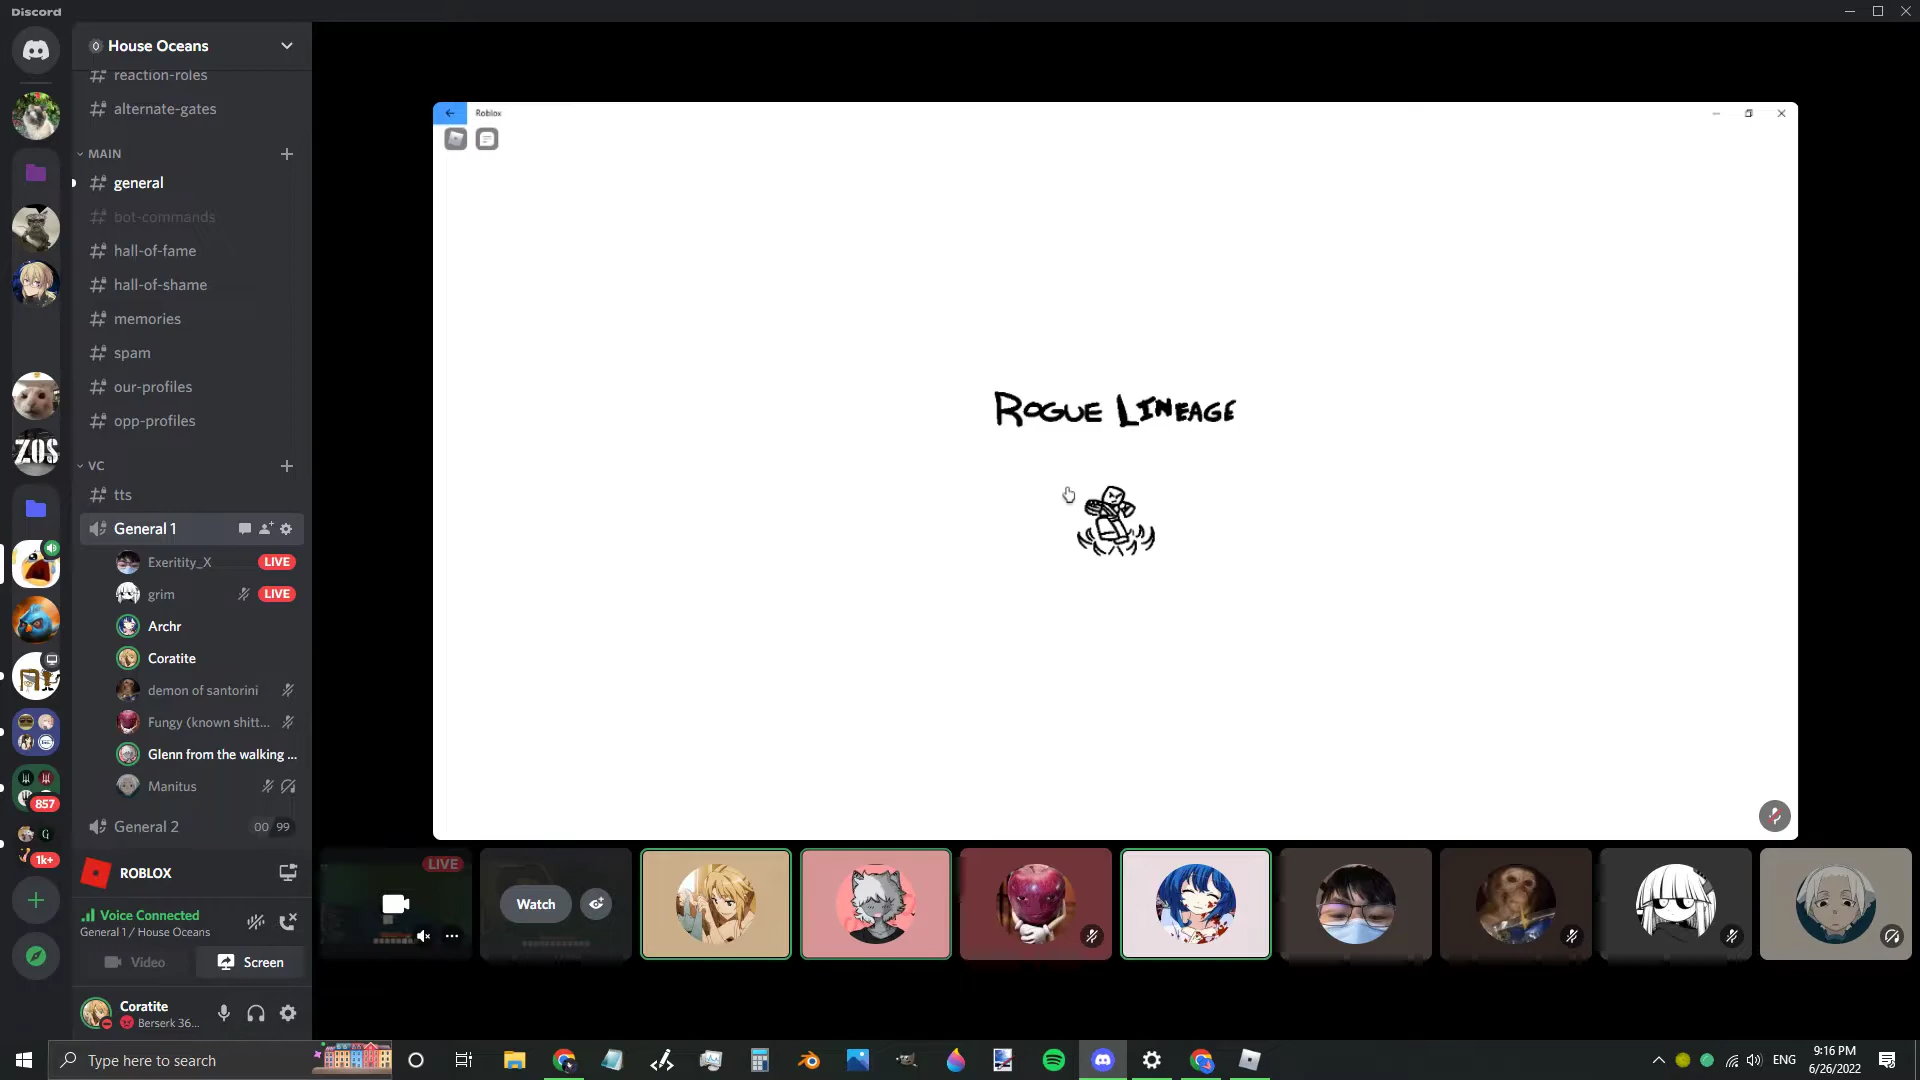 Discord
House Oceans
reaction-roles
alternate-gates
MAIN
general
bot-commands
hall-of-fame
hall-of-shame
memories
spam
our-profiles
opp-profiles
ZOS
VC
tts
General 1
Exeritity_X
LIVE
grim
LIVE
Archr
Coratite
demon of santorini
Fungy (known shitt...
Glenn from the walking ...
Manitus
857
General 2
00 99
1k+
ROBLOX
Voice Connected
General 1 / House Oceans
Video
Screen
Coratite
Berserk 36...
Roblox
ROGUE LINEAGE
LIVE
Watch
Type here to search
ENG
9:16 PM
6/26/2022